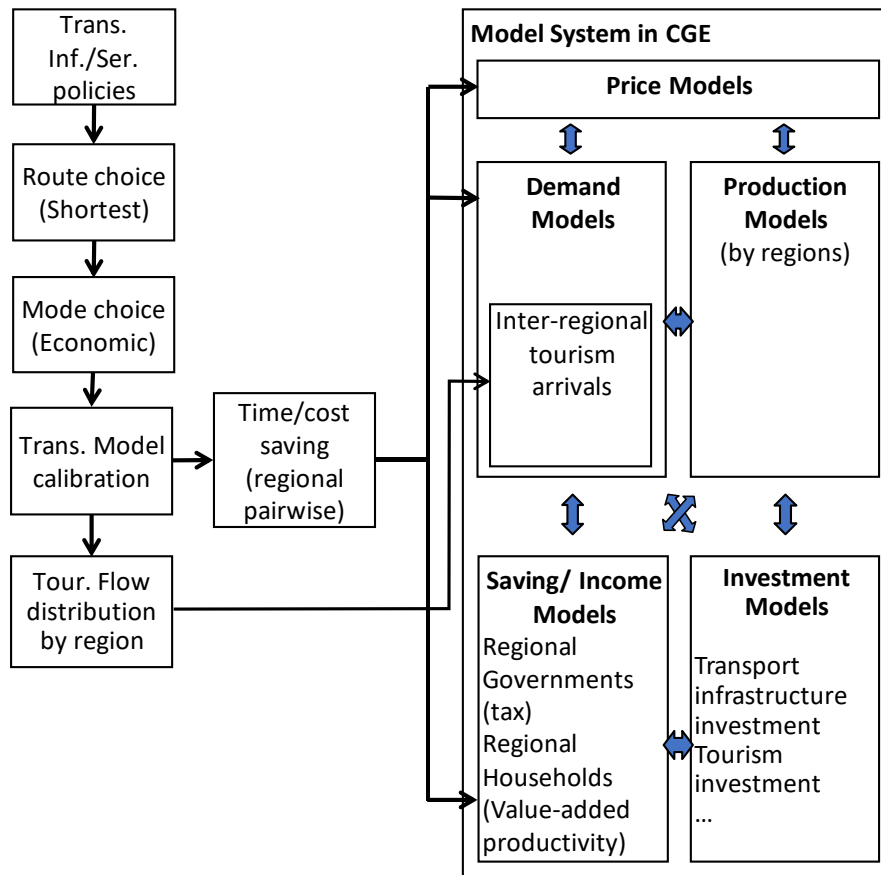 Trans.
Inf./Ser.
policies
Route choice
(Shortest)
Mode choice
(Economic)
Trans. Model
calibration
Tour. Flow
distribution
by region
Time/cost
saving
(regional
pairwise)
Model System in CGE
Price Models
Demand
Models
Inter-regional
tourism
arrivals
Production
Models
(by regions)
Saving/ Income
Models
Regional
Governments
(tax)
Regional
Households
(Value-added
productivity)
Investment
Models
Transport
infrastructure
investment
Tourism
investment
...